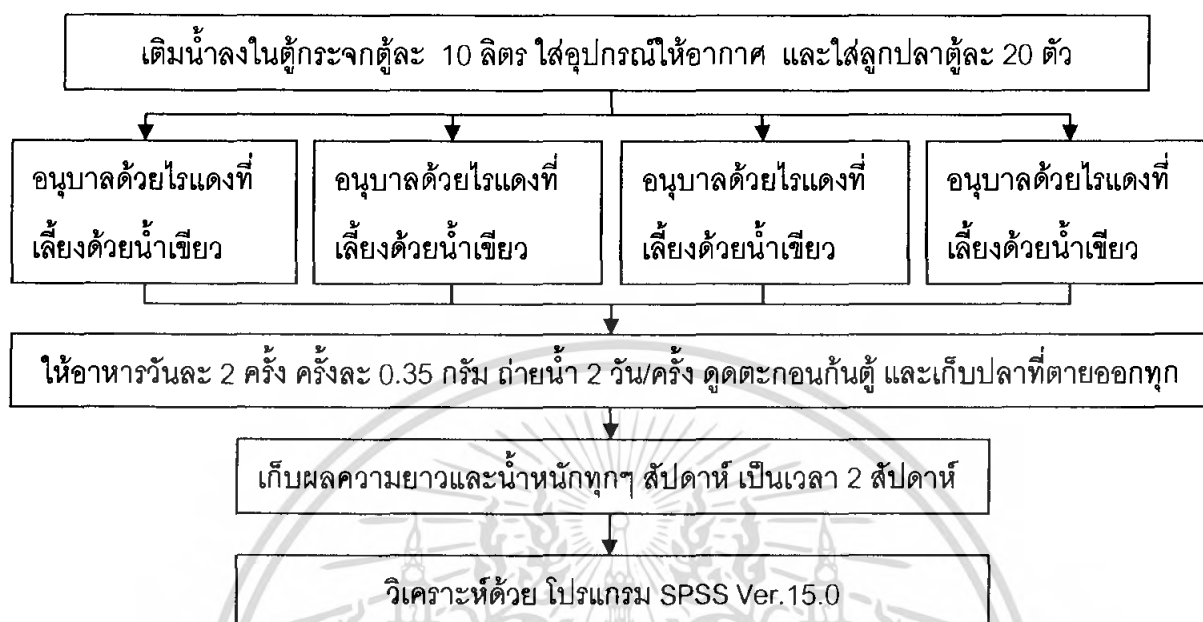 เติมน้ำลงในตู้กระจกตู้ละ 10 ลิตร ใส่อุปกรณ์ให้อากาศ และใส่ลูกปลาตู้ละ 20 ตัว
อนุบาลด้วยไรแดงที่
เลี้ยงด้วยน้ำเขียว
อนุบาลด้วยไรแดงที่
เลี้ยงด้วยน้ำเขียว
อนุบาลด้วยไรแดงที่
เลี้ยงด้วยน้ำเขียว
อนุบาลด้วยไรแดงที่
เลี้ยงด้วยน้ำเขียว
ให้อาหารวันละ 2 ครั้ง ครั้งละ 0.35 กรัม ถ่ายน้ำ 2 วัน/ครั้ง ดูดตะกอนก้นตู้ และเก็บปลาที่ตายออกทุก
เก็บผลความยาวและน้ำหนักทุกๆ สัปดาห์ เป็นเวลา 2 สัปดาห์
วิเคราะห์ด้วย โปรแกรม SPSS Ver.15.0